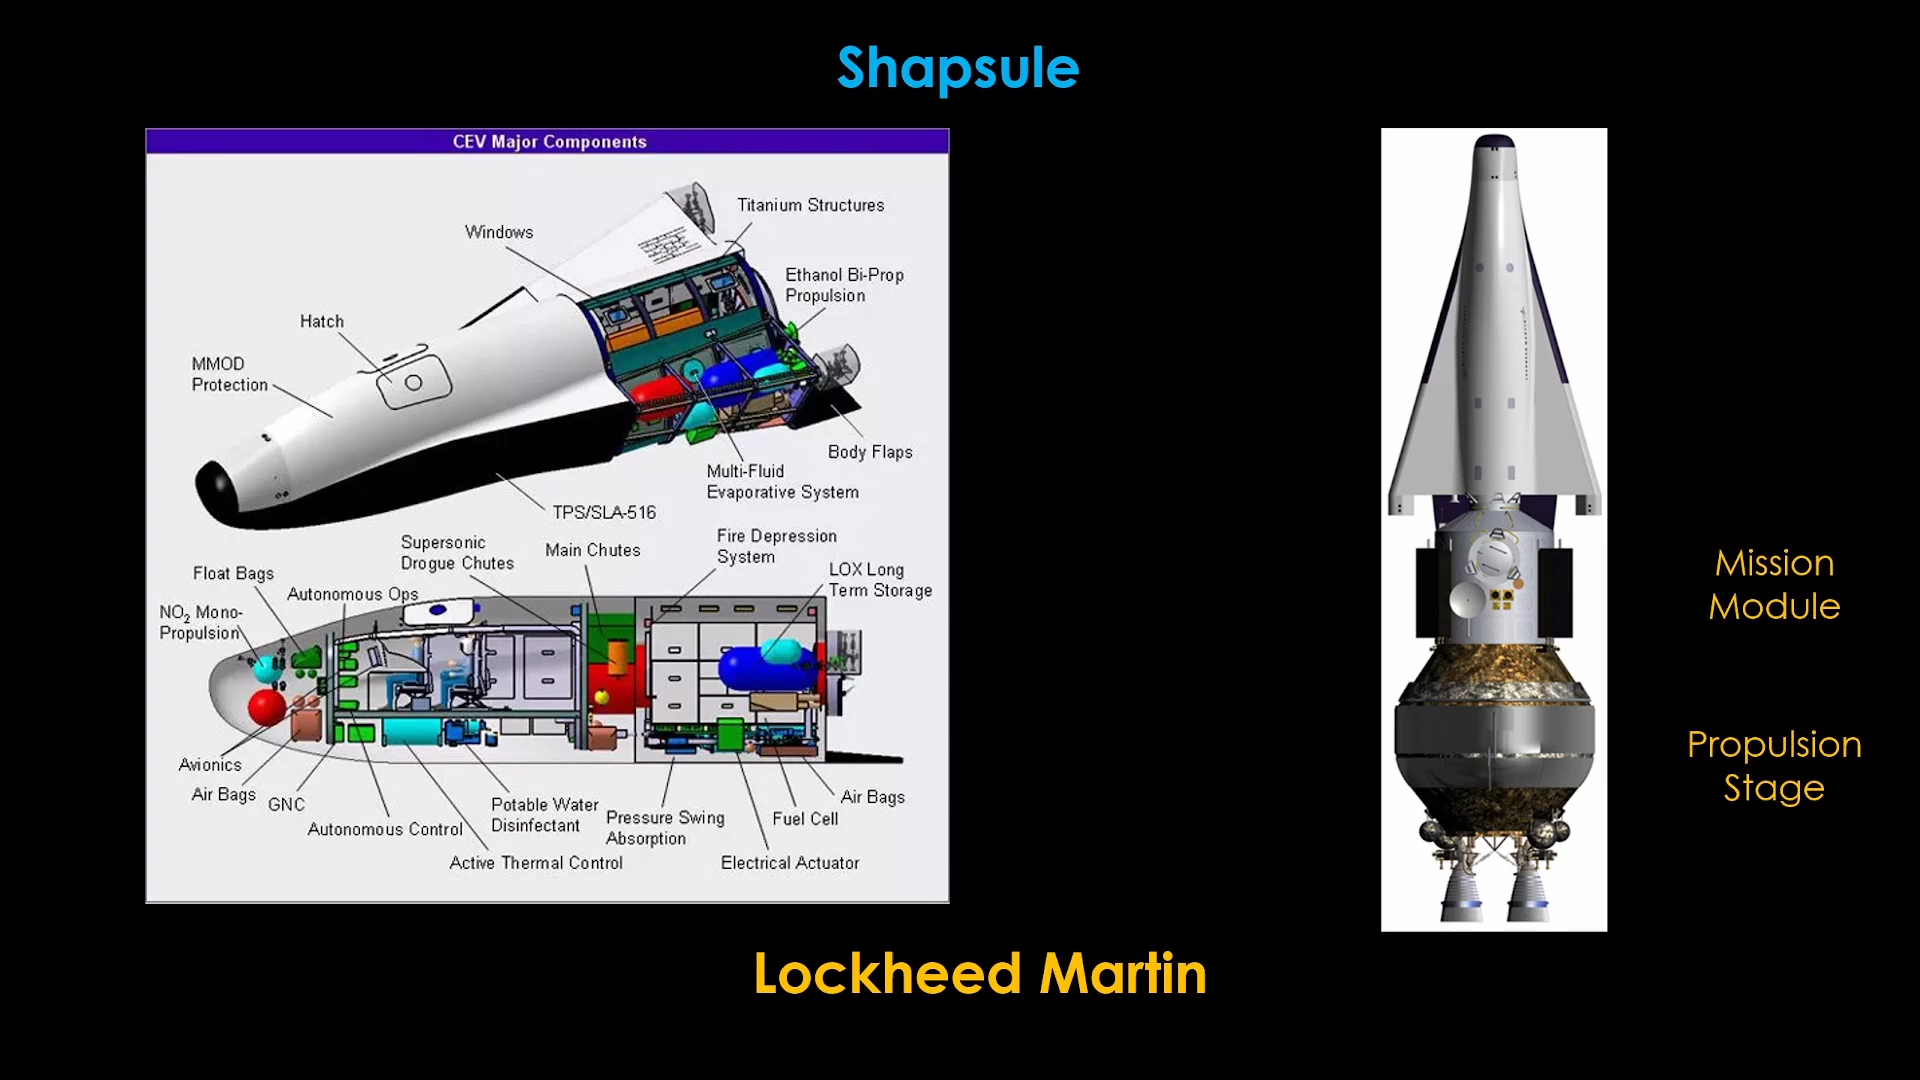 Shapsule
CEV Major Components
Titanium Structures
Windows
Ethanol Bi-Prop
Propulsion
Hatch
MMOD
Protection
Body Flaps
Multi-Fluid
Evaporative System
TPS/SLA-516
Supersonic
Drogue Chutes
Main Chutes
Fire Depression
System
Float Bags
LOX Long
Term Storage
Autonomous Ops
NO2 Mono-
Propulsion
Avionics
Air Bags
GNC
Autonomous Control
Potable Water
Disinfectant
Active Thermal Control
Pressure Swing
Absorption
Fuel Cell
Air Bags
Electrical Actuator
Mission
Module
Propulsion
Stage
Lockheed Martin